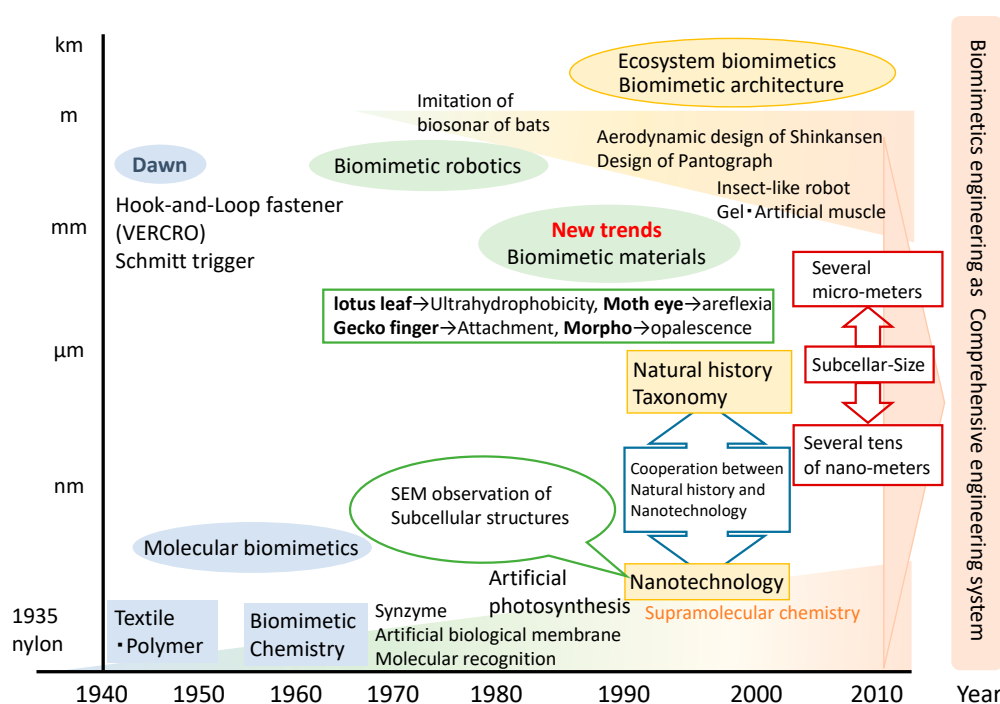 km
m
mm
μm
nm
1935
nylon
Ecosystem biomimetics
Biomimetic architecture
Imitation of
biosonar of bats
Aerodynamic design of Shinkansen
Design of Pantograph
Dawn
Biomimetic robotics
Insect-like robot
Gel・Artificial muscle
Hook-and-Loop fastener
(VERCRO)
Schmitt trigger
New trends
Biomimetic materials
Several
micro-meters
lotus leaf→Ultrahydrophobicity, Moth eye→areflexia
Gecko finger→Attachment, Morpho→opalescence
Subcellar-Size
Natural history
Taxonomy
Several tens
of nano-meters
Cooperation between
Natural history and
Nanotechnology
SEM observation of
Subcellular structures
Molecular biomimetics
Nanotechnology
Artificial
photosynthesis
Supramolecular chemistry
Textile
・Polymer
Biomimetic
Chemistry
Synzyme
Artificial biological membrane
Molecular recognition
1940 1950 1960 1970 1980 1990 2000 2010 Year
Biomimetics engineering as Comprehensive engineering system